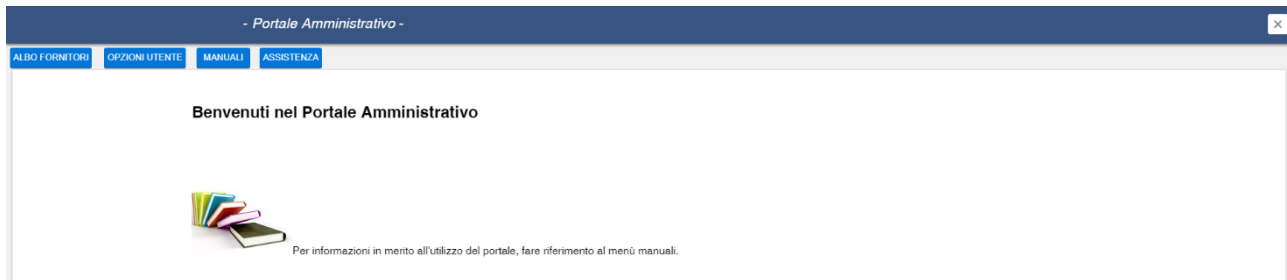 - Portale Amministrativo -
ALBO FORNITORI OPZIONI UTENTE MANUALI ASSISTENZA
Benvenuti nel Portale Amministrativo
Per informazioni in merito all'utilizzo del portale, fare riferimento al menù manuali.